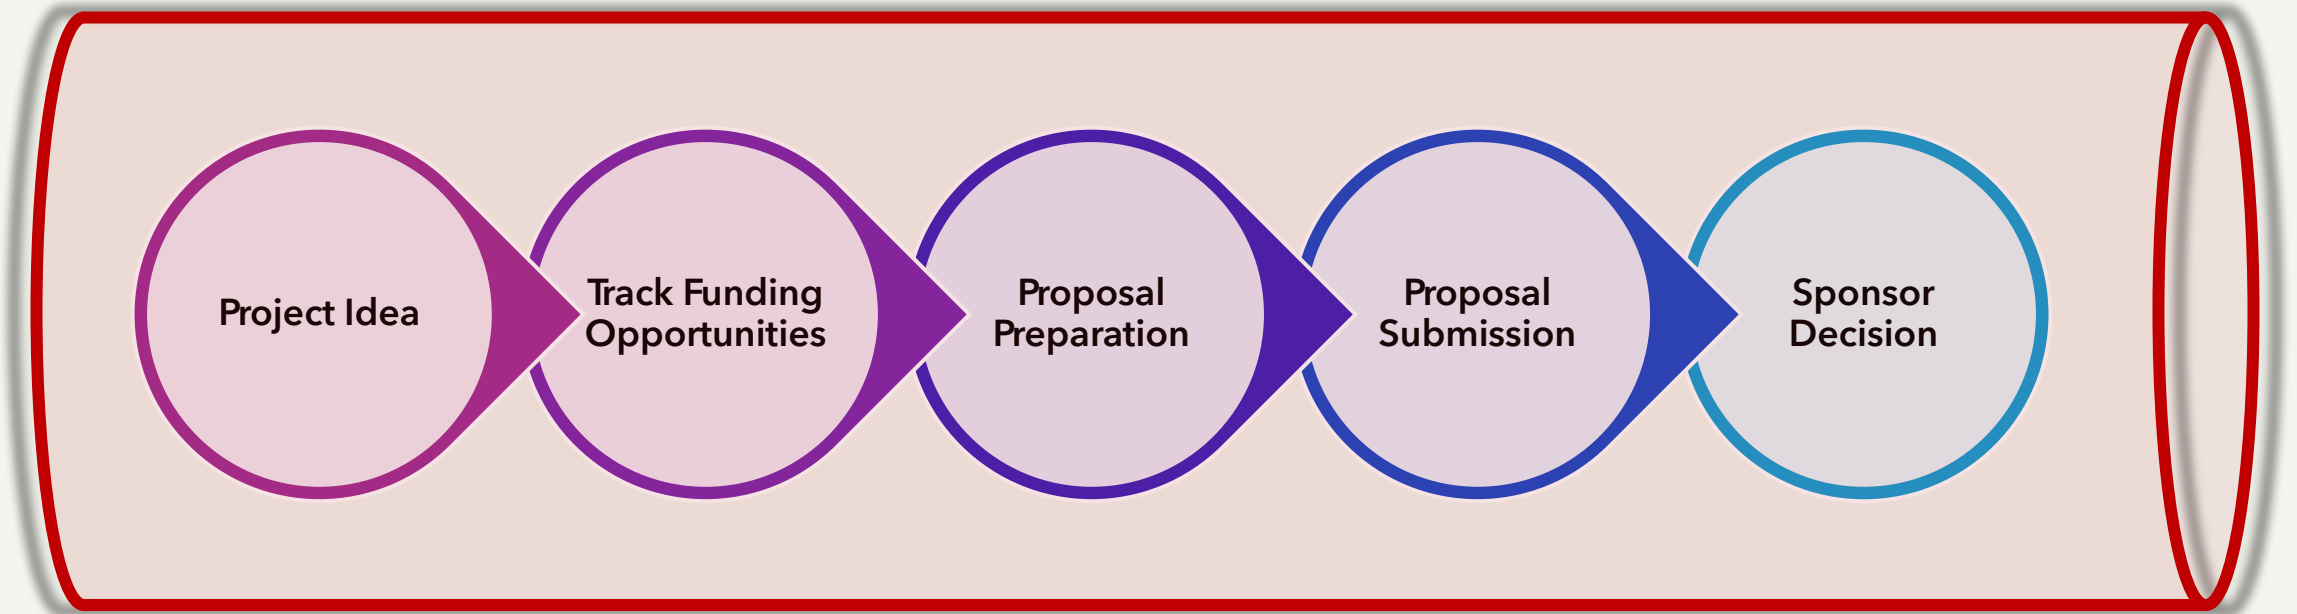 Project Idea
Track Funding
Opportunities
Proposal
Preparation
Proposal
Submission
Sponsor
Decision